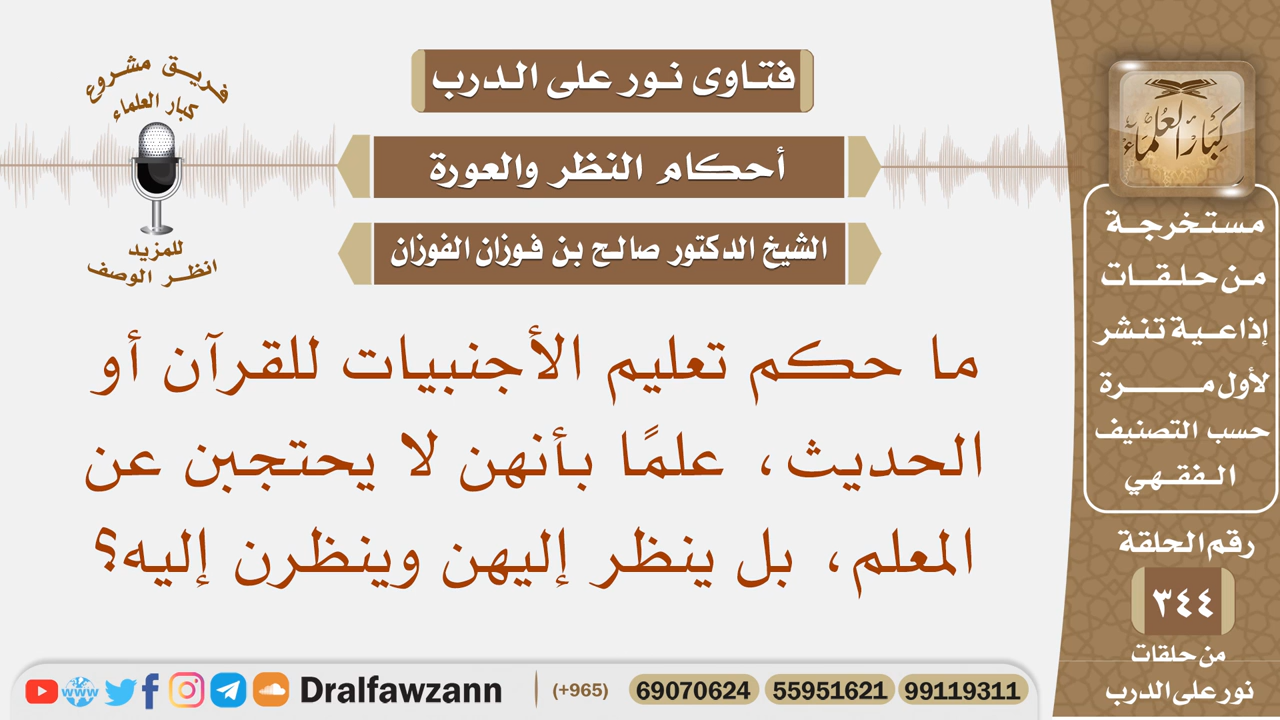 فتاوى نور على الدرب
أحكام النظر والعورة
الشيخ الدكتور صالح بن فوزان الفوزان
ما حكم تعليم الأجنبيات للقرآن أو
الحديث، علمًا بأنهن لا يحتجبن عن
المعلم، بل ينظر إليهن وينظرن إليه؟
فريق مشروع
كبار العلماء
للمزيد
انظر الوصف
كبار العلماء
مستخرجة
من حلقات
إذاعية تنشر
لأول مرة
حسب التصنيف
الفقهي
رقم الحلقة
٣٤٤
من حلقات
نور على الدرب
www Dralfawzann (+965) 69070624 55951621 99119311